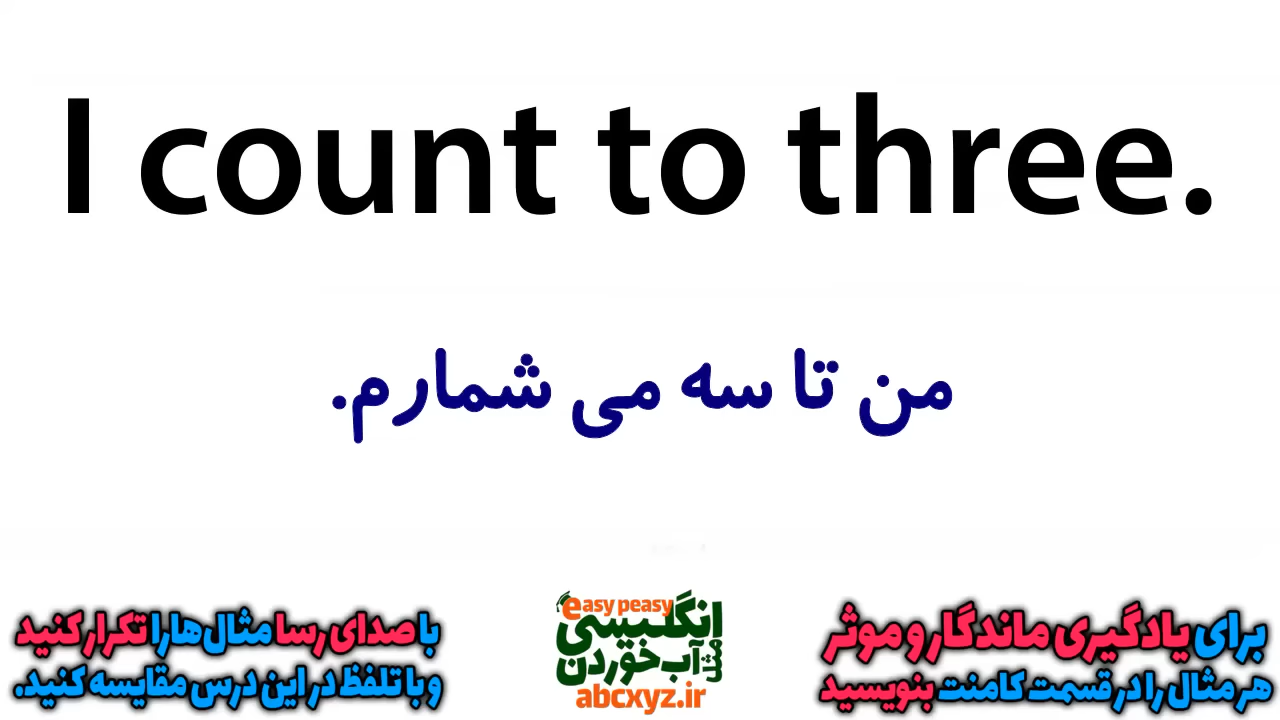 I count to three.
من تا سه می شمارم.
برای یادگیری ماندگار و موثر
هر مثال را در قسمت کامنت بنویسید
easy peasy
انگلیسی
مثل
آب خوردن
abcxyz.ir
با صدای رسا مثال‌ها را تکرار کنید
و با تلفظ در این درس مقایسه کنید.